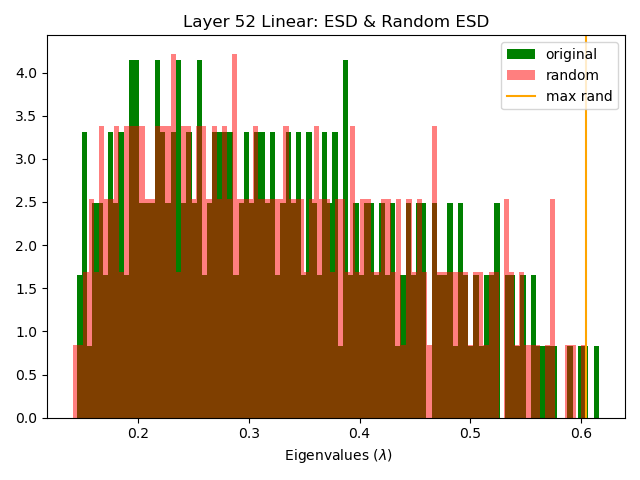 Layer 52 Linear: ESD & Random ESD
original
random
max rand
4.0
3.5
3.0
2.5
2.0
1.5
1.0
0.5
0.0
0.2 0.3 0.4 0.5 0.6
Eigenvalues (λ)